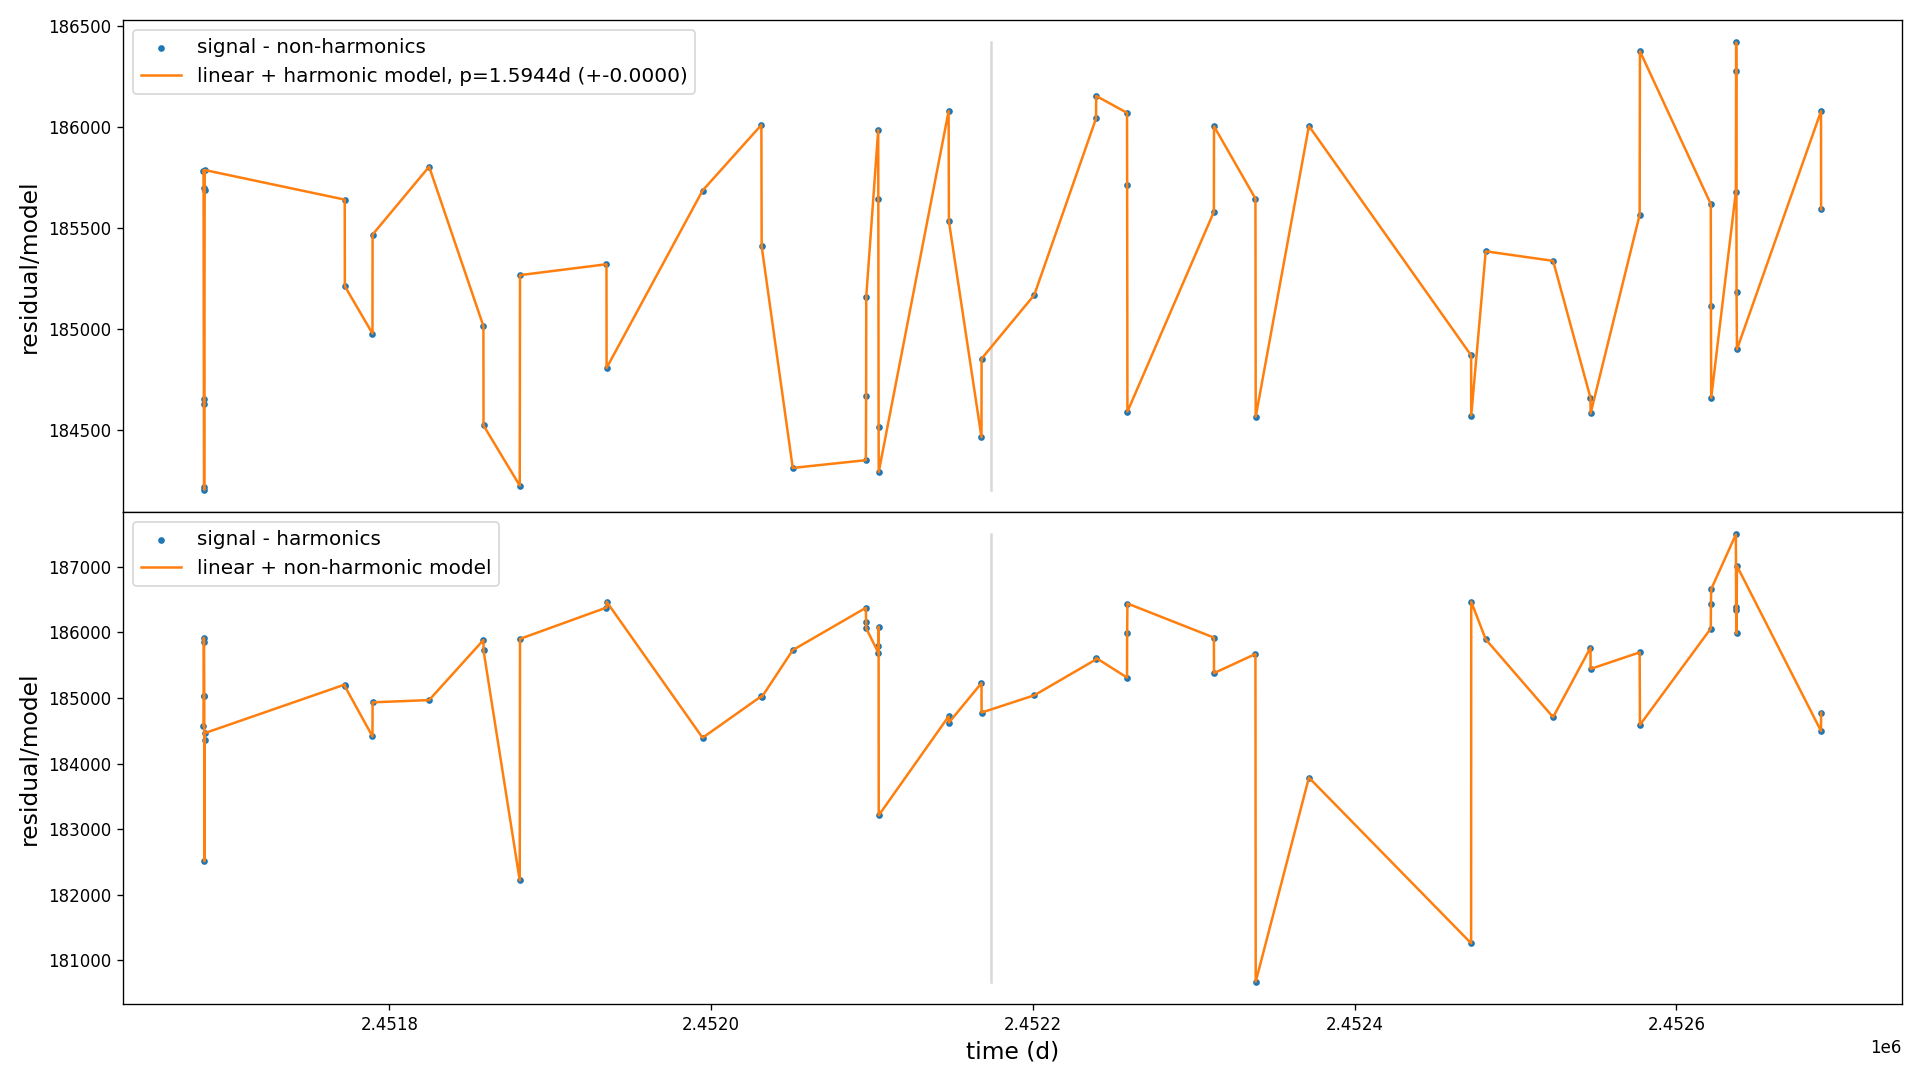 186500
186000
185500
185000
184500
residual/model
signal - non-harmonics
linear + harmonic model, p=1.5944d (+-0.0000)
187000
186000
185000
184000
183000
182000
181000
residual/model
signal - harmonics
linear + non-harmonic model
2.4518
2.4520
2.4522
2.4524
2.4526
1e6
time (d)